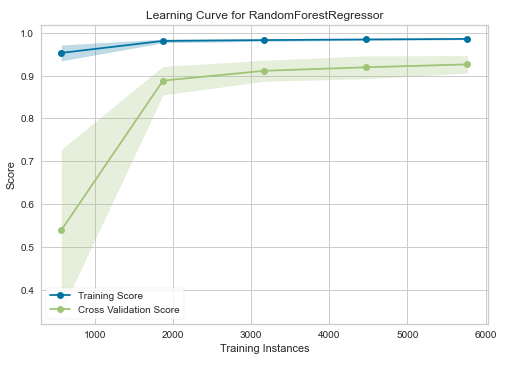 Learning Curve for RandomForestRegressor
1.0
0.9
0.8
0.7
0.6
0.5
0.4
Score
Training Score
Cross Validation Score
1000
2000
3000
4000
5000
6000
Training Instances